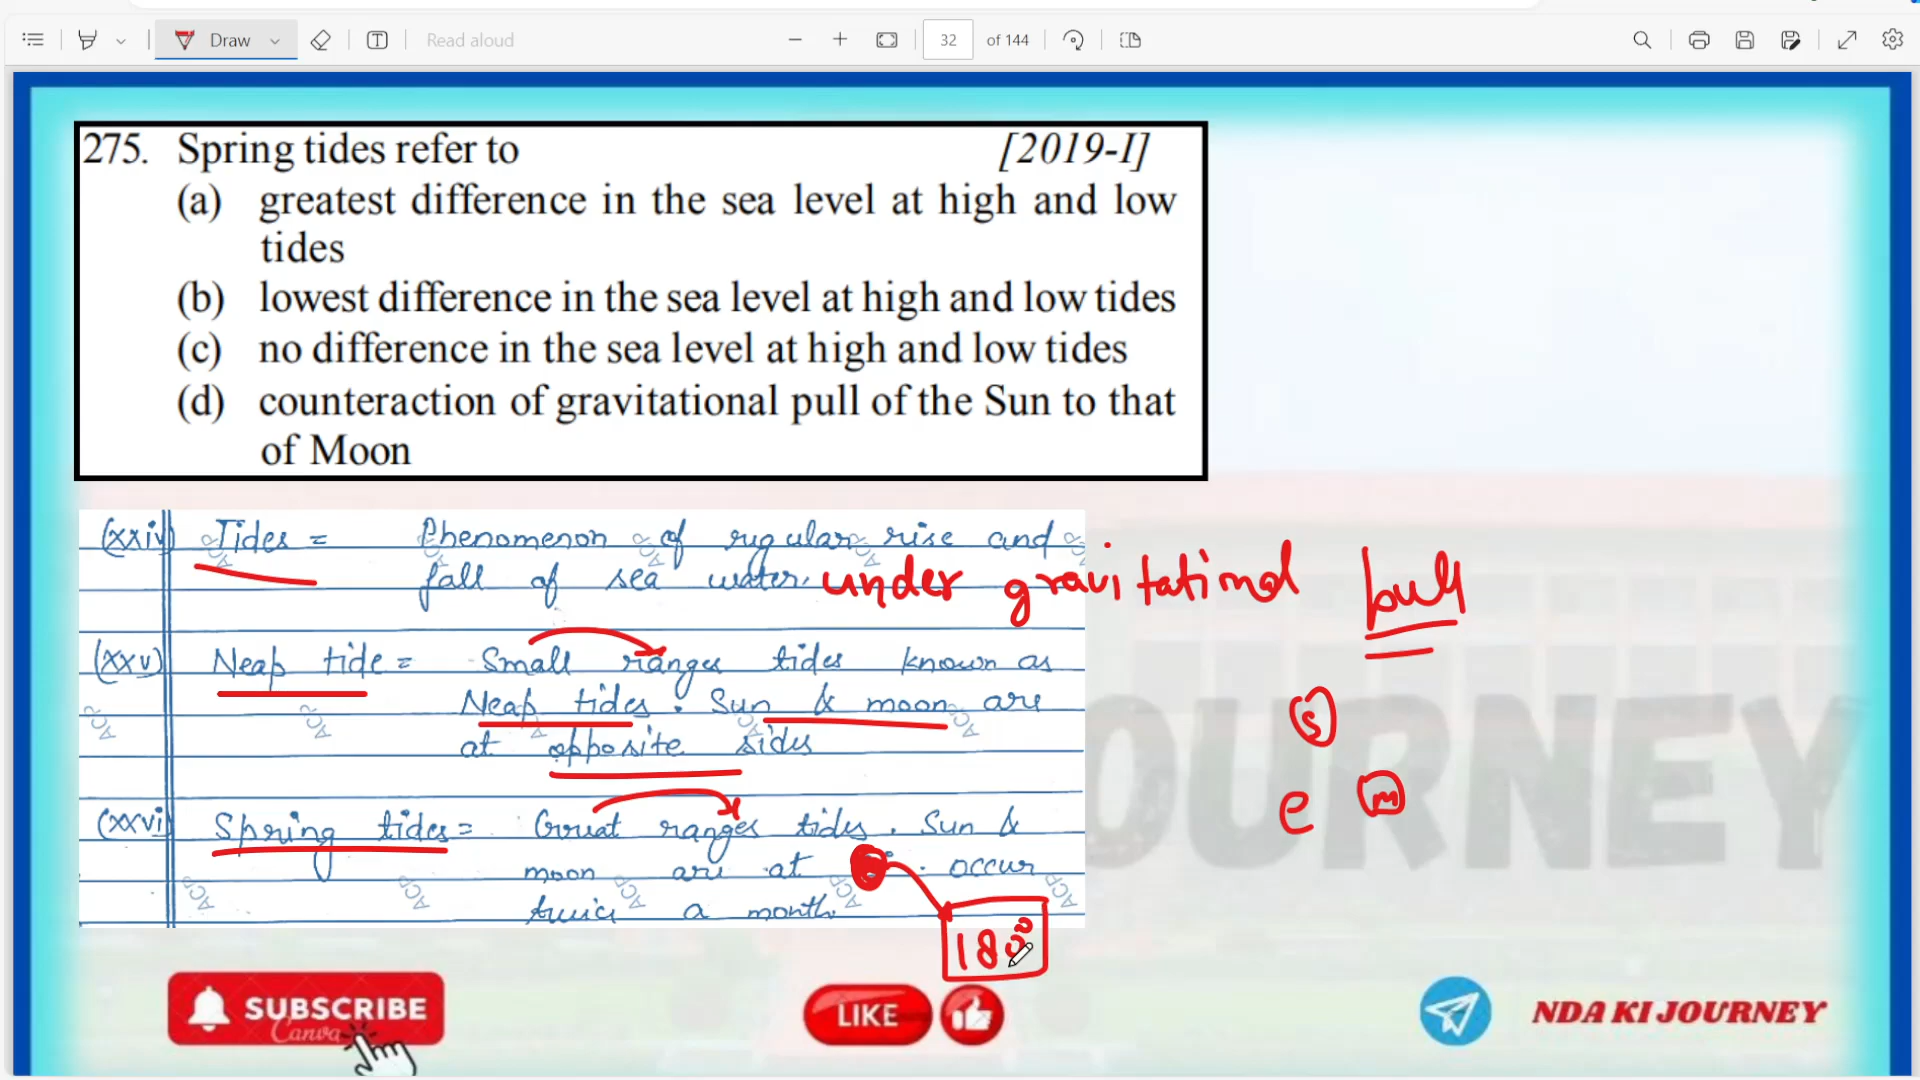 Draw
Read aloud
32 of 144
275. Spring tides refer to [2019-I]
(a) greatest difference in the sea level at high and low
tides
(b) lowest difference in the sea level at high and low tides
(c) no difference in the sea level at high and low tides
(d) counteraction of gravitational pull of the Sun to that
of Moon
(xxiv) Tides = Phenomenon of regular rise and
fall of sea water. under gravitational pull
(xxv) Neap tide = Small ranges tides known as
Neap tides. Sun & moon are
at opposite sides
S
e m
(xxvi) Spring tides = Great ranges tides. Sun &
moon are at occur
twice a month
180°
JOURNEY
SUBSCRIBE
Canva
LIKE
NDA KI JOURNEY